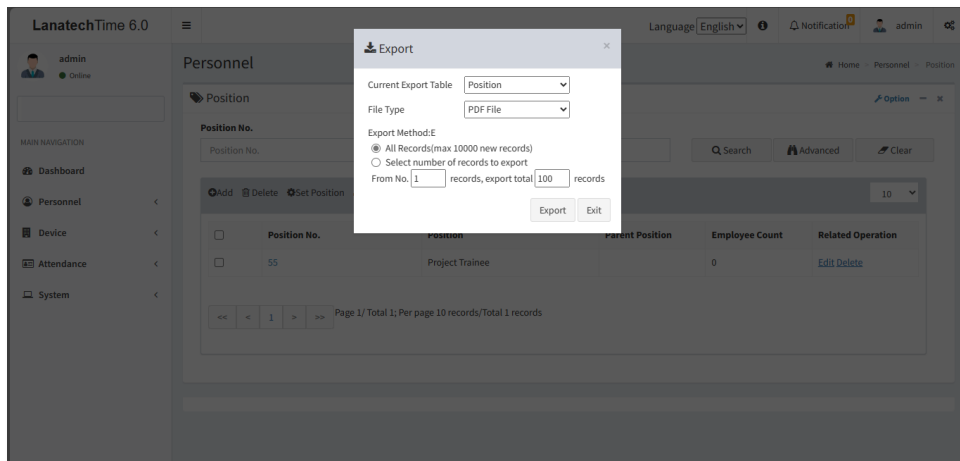 LanatechTime 6.0
Language English
Notification
admin
admin
Online
Personnel
Home > Personnel > Position
Export
×
Current Export Table Position
File Type PDF File
Export Method:E
All Records(max 10000 new records)
Select number of records to export
From No. 1 records, export total 100 records
Export Exit
Position
Option
Position No.
Position No.
Search Advanced Clear
MAIN NAVIGATION
Dashboard
Personnel
Device
Attendance
System
Add Delete Set Position
10
Position No. Position Parent Position Employee Count Related Operation
55 Project Trainee 0 Edit Delete
<< < 1 > >> Page 1/ Total 1; Per page 10 records/Total 1 records